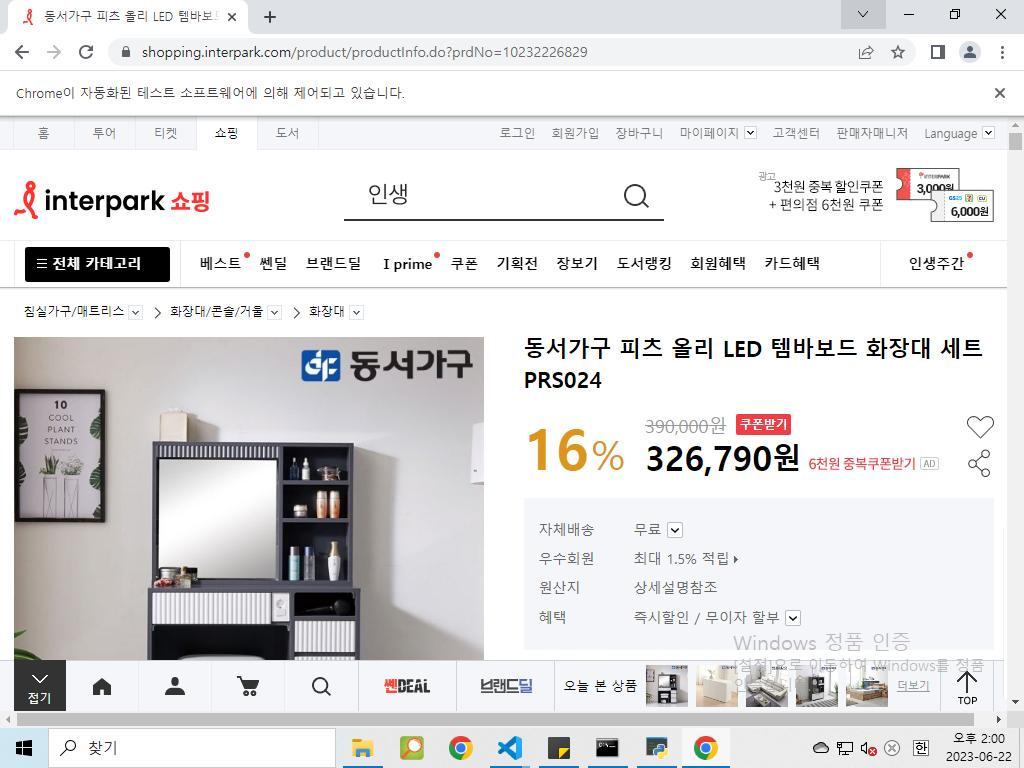 동서가구 피츠 올리 LED 템바보드
shopping.interpark.com/product/productInfo.do?prdNo=10232226829
Chrome이 자동화된 테스트 소프트웨어에 의해 제어되고 있습니다.
홈 투어 티켓 쇼핑 도서 로그인 회원가입 장바구니 마이페이지 고객센터 판매자매니저 Language
interpark 쇼핑
인생
광고
3천원 중복 할인쿠폰
+ 편의점 6천원 쿠폰
INTERPARK
3,000원
GS25 CU
6,000원
전체 카테고리 베스트 쎈딜 브랜드딜 I prime 쿠폰 기획전 장보기 도서랭킹 회원혜택 카드혜택 인생주간
침실가구/매트리스 화장대/콘솔/거울 화장대
동서가구
10
COOL
PLANT
STANDS
동서가구 피츠 올리 LED 템바보드 화장대 세트
PRS024
16% 390,000원 쿠폰받기
326,790원 6천원 중복쿠폰받기 AD
자체배송 무료
우수회원 최대 1.5% 적립
원산지 상세설명참조
혜택 즉시할인 / 무이자 할부
Windows 정품 인증
[설정]으로 이동하여 Windows를 정품
접기 쎈DEAL 브랜드딜 오늘 본 상품 더보기 TOP
찾기 한 오후 2:00
2023-06-22